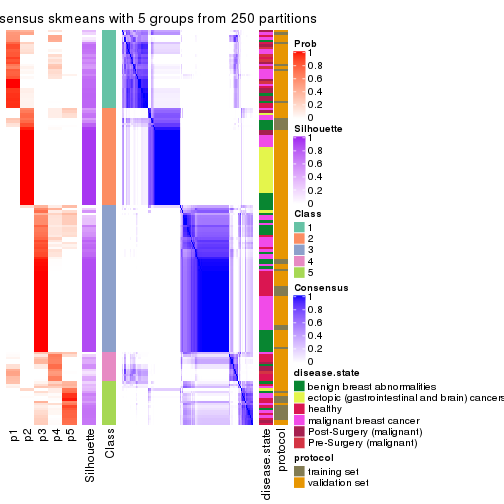 sensus skmeans with 5 groups from 250 partitions
Prob
1
0.8
0.6
0.4
0.2
0
Silhouette
1
0.8
0.6
0.4
0.2
0
Class
1
2
3
4
5
Consensus
1
0.8
0.6
0.4
0.2
0
disease.state
benign breast abnormalities
ectopic (gastrointestinal and brain) cancers
healthy
malignant breast cancer
Post-Surgery (malignant)
Pre-Surgery (malignant)
protocol
training set
validation set
p1
p2
p3
p4
p5
Silhouette
Class
disease.state
protocol